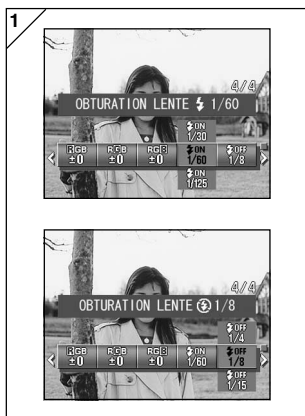 1
4/4
OBTURATION LENTE ⚡ 1/60
⚡ON
1/30
RGB RGB RGB ⚡ON ⚡OFF
±0 ±0 ±0 1/60 1/8
⚡ON
1/125
4/4
OBTURATION LENTE ⚡ 1/8
⚡OFF
1/4
RGB RGB RGB ⚡ON ⚡OFF
±0 ±0 ±0 1/60 1/8
⚡OFF
1/15